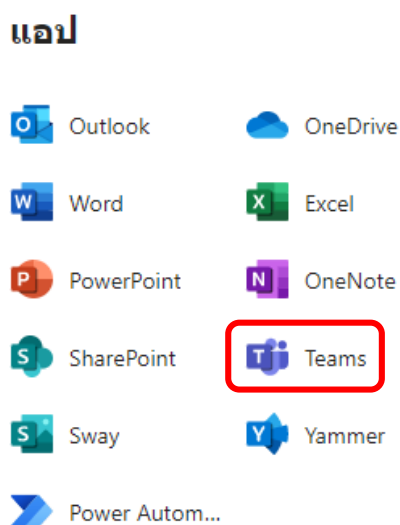 แอป
Outlook OneDrive
Word Excel
PowerPoint OneNote
SharePoint Teams
Sway Yammer
Power Autom...